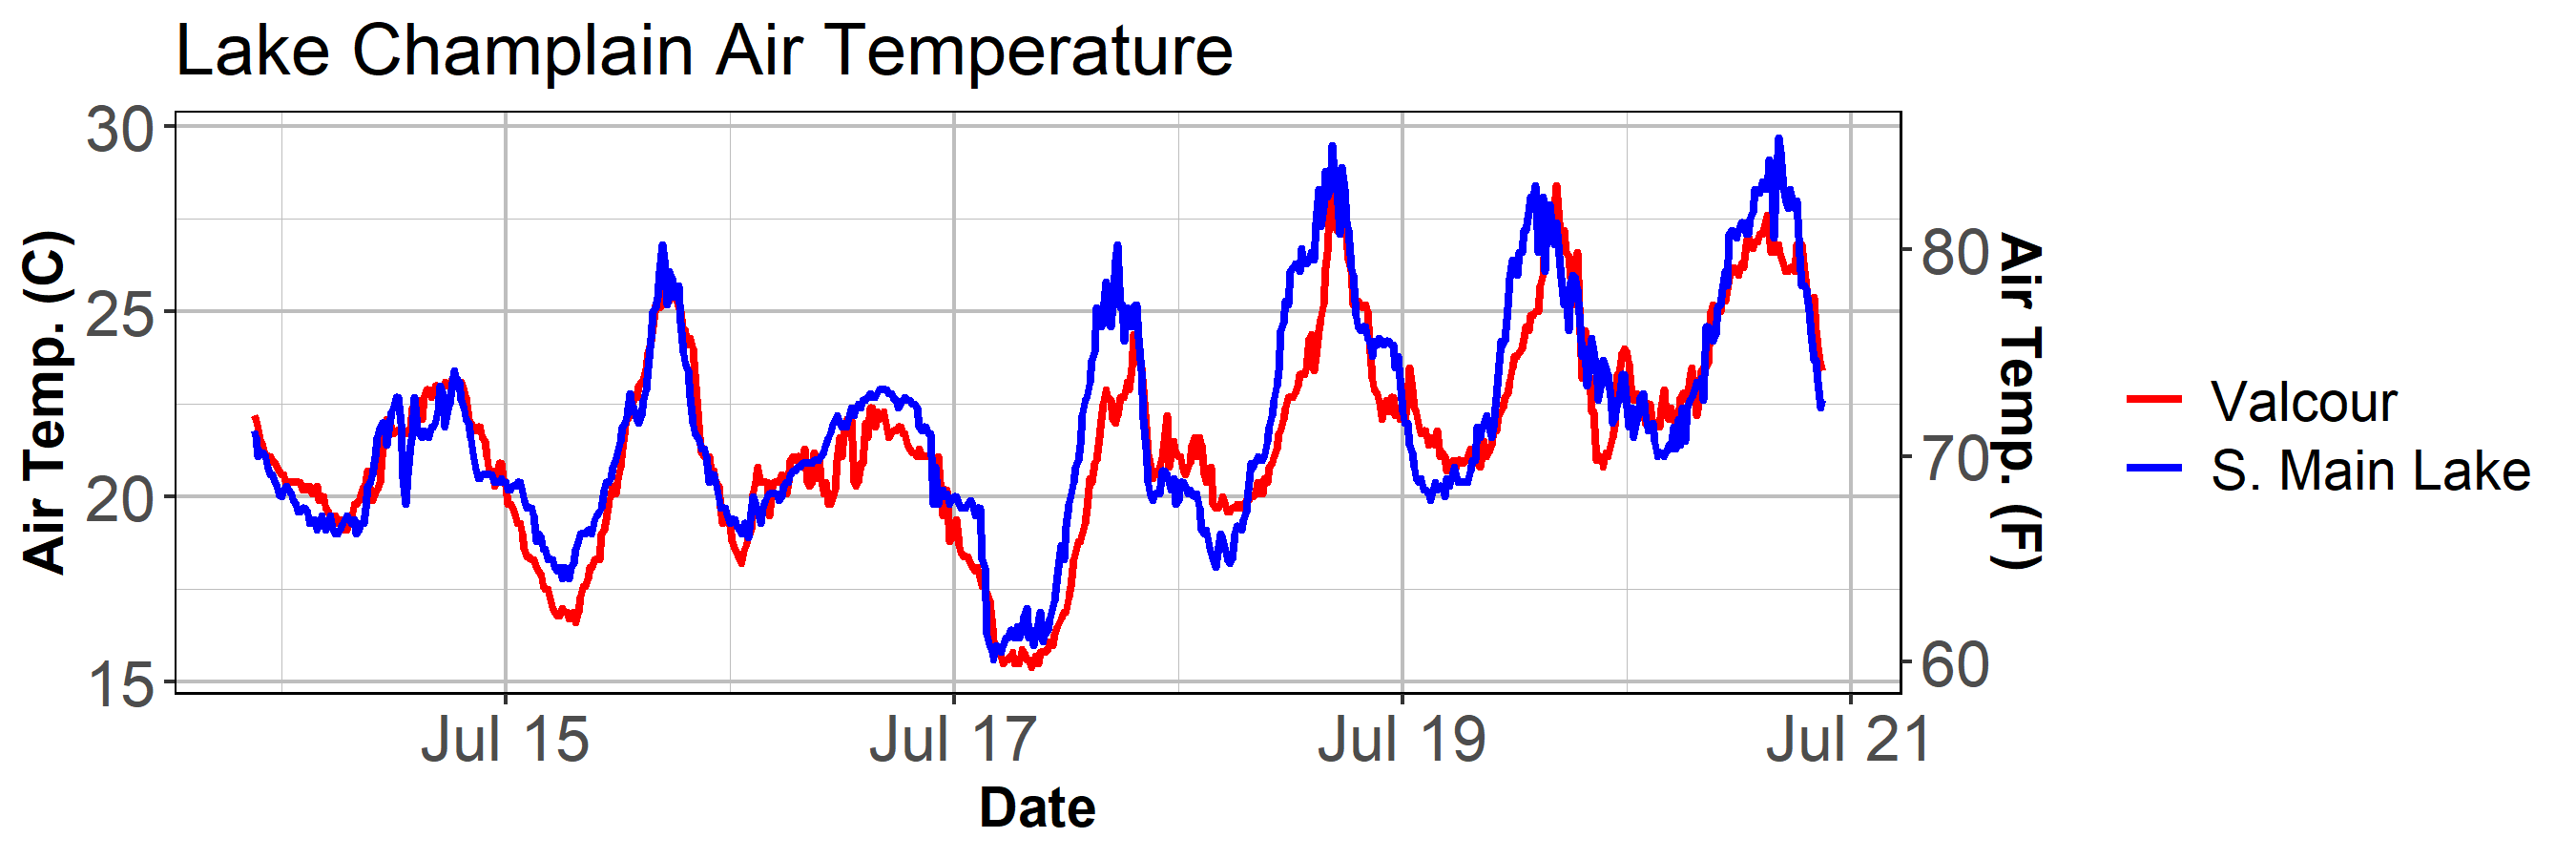 Lake Champlain Air Temperature
30
25
20
15
Air Temp. (C)
80
70
60
Air Temp. (F)
Jul 15
Jul 17
Jul 19
Jul 21
Date
Valcour
S. Main Lake